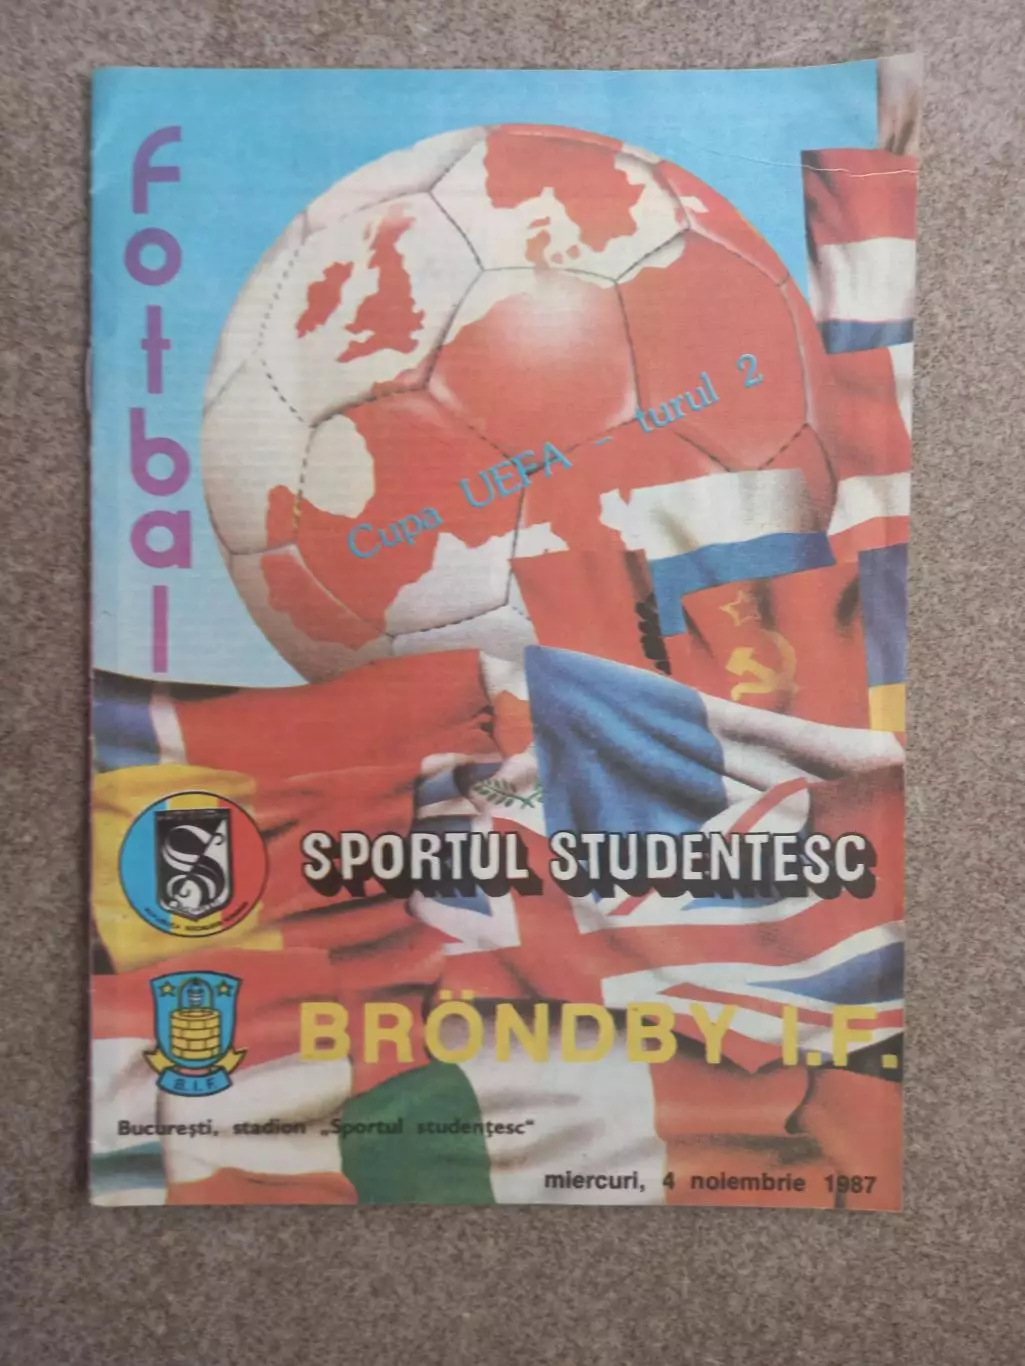 Fotbal
Cupa UEFA - turul 2
SPORTUL STUDENTESC
BRÖNDBY I.F.
B. I. F.
București, stadion „Sportul studențesc“
miercuri, 4 noiembrie 1987